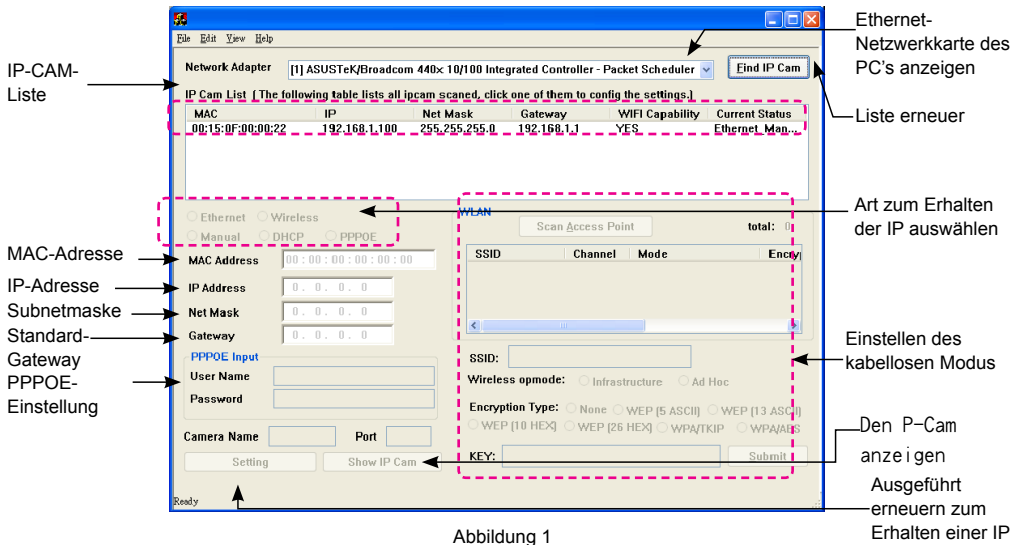 File Edit View Help
Ethernet-
Netzwerkkarte des
PC's anzeigen
IP-CAM-
Liste
Network Adapter [1] ASUSTeK/Broadcom 440x 10/100 Integrated Controller - Packet Scheduler Find IP Cam
IP Cam List [The following table lists all ipcam scaned, click one of them to config the settings.]
MAC IP Net Mask Gateway WIFI Capability Current Status
00:15:0F:00:00:22 192.168.1.100 255.255.255.0 192.168.1.1 YES Ethernet_Man...
Liste erneuer
Ethernet Wireless
Manual DHCP PPPOE
Art zum Erhalten
der IP auswählen
WLAN
Scan Access Point total: 0
SSID Channel Mode Encry
MAC-Adresse
MAC Address 00:00:00:00:00:00
IP-Adresse
IP Address 0. 0. 0. 0
Subnetmaske
Net Mask 0. 0. 0. 0
Standard-
Gateway
Gateway 0. 0. 0. 0
PPPOE-
Einstellung
PPPOE Input
User Name
Password
SSID:
Wireless opmode: Infrastructure Ad Hoc
Einstellen des
kabellosen Modus
Encryption Type: None WEP [5 ASCII] WEP [13 ASCII]
WEP [10 HEX] WEP [26 HEX] WPA/TKIP WPA/AES
Camera Name Port
KEY: Submit
Setting Show IP Cam
Den P-Cam
anzeigen
Ausgeführt
erneuern zum
Erhalten einer IP
Ready
Abbildung 1